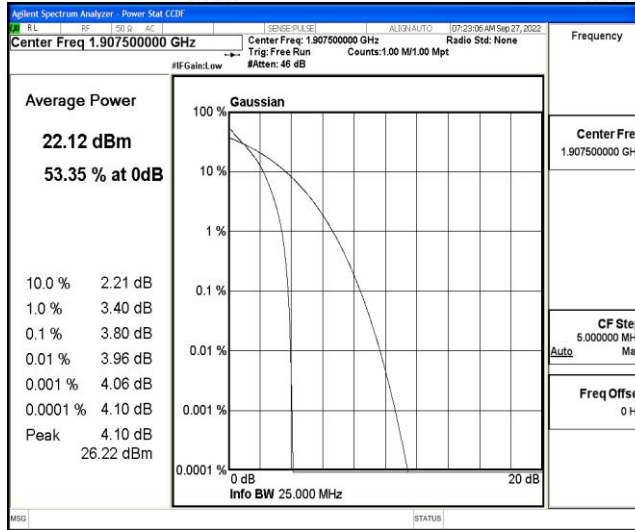 Agilent Spectrum Analyzer - Power Stat CCDF
RL RF 50 Ω AC SENSE:PULSE ALIGN AUTO 07:23:06 AM Sep 27, 2022
Center Freq 1.907500000 GHz
Center Freq: 1.907500000 GHz Radio Std: None
Trig: Free Run Counts:1.00 M/1.00 Mpt
#IFGain:Low #Atten: 46 dB
Frequency
Average Power
22.12 dBm
53.35 % at 0dB
10.0 % 2.21 dB
1.0 % 3.40 dB
0.1 % 3.80 dB
0.01 % 3.96 dB
0.001 % 4.06 dB
0.0001 % 4.10 dB
Peak 4.10 dB
26.22 dBm
Gaussian
100 %
10 %
1 %
0.1 %
0.01 %
0.001 %
0.0001 %
0 dB 20 dB
Info BW 25.000 MHz
Center Fre
1.907500000 GH
CF Ste
5.000000 MH
Auto Ma
Freq Offse
0 H
MSG STATUS